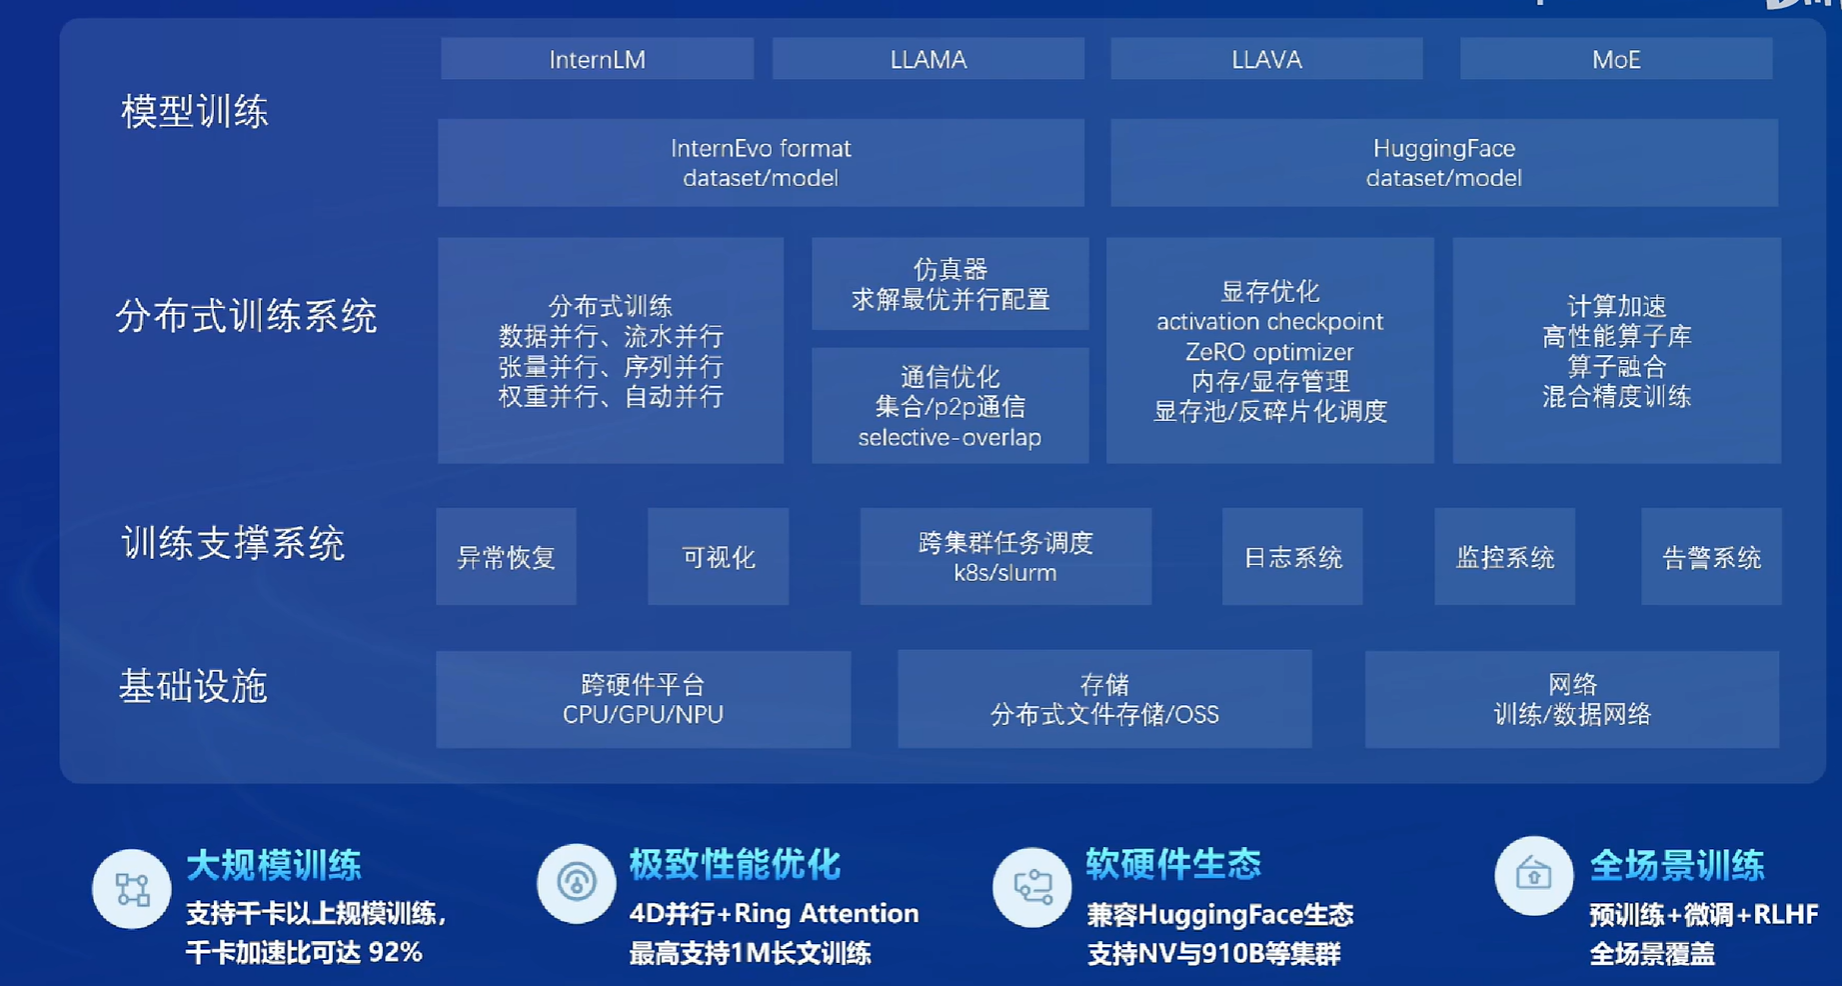 模型训练
InternLM
LLAMA
LLAVA
MoE
InternEvo format
dataset/model
HuggingFace
dataset/model
分布式训练系统
分布式训练
数据并行、流水并行
张量并行、序列并行
权重并行、自动并行
仿真器
求解最优并行配置
通信优化
集合/p2p通信
selective-overlap
显存优化
activation checkpoint
ZeRO optimizer
内存/显存管理
显存池/反碎片化调度
计算加速
高性能算子库
算子融合
混合精度训练
训练支撑系统
异常恢复
可视化
跨集群任务调度
k8s/slurm
日志系统
监控系统
告警系统
基础设施
跨硬件平台
CPU/GPU/NPU
存储
分布式文件存储/OSS
网络
训练/数据网络
大规模训练
支持千卡以上规模训练,
千卡加速比可达 92%
极致性能优化
4D并行+Ring Attention
最高支持1M长文训练
软硬件生态
兼容HuggingFace生态
支持NV与910B等集群
全场景训练
预训练+微调+RLHF
全场景覆盖